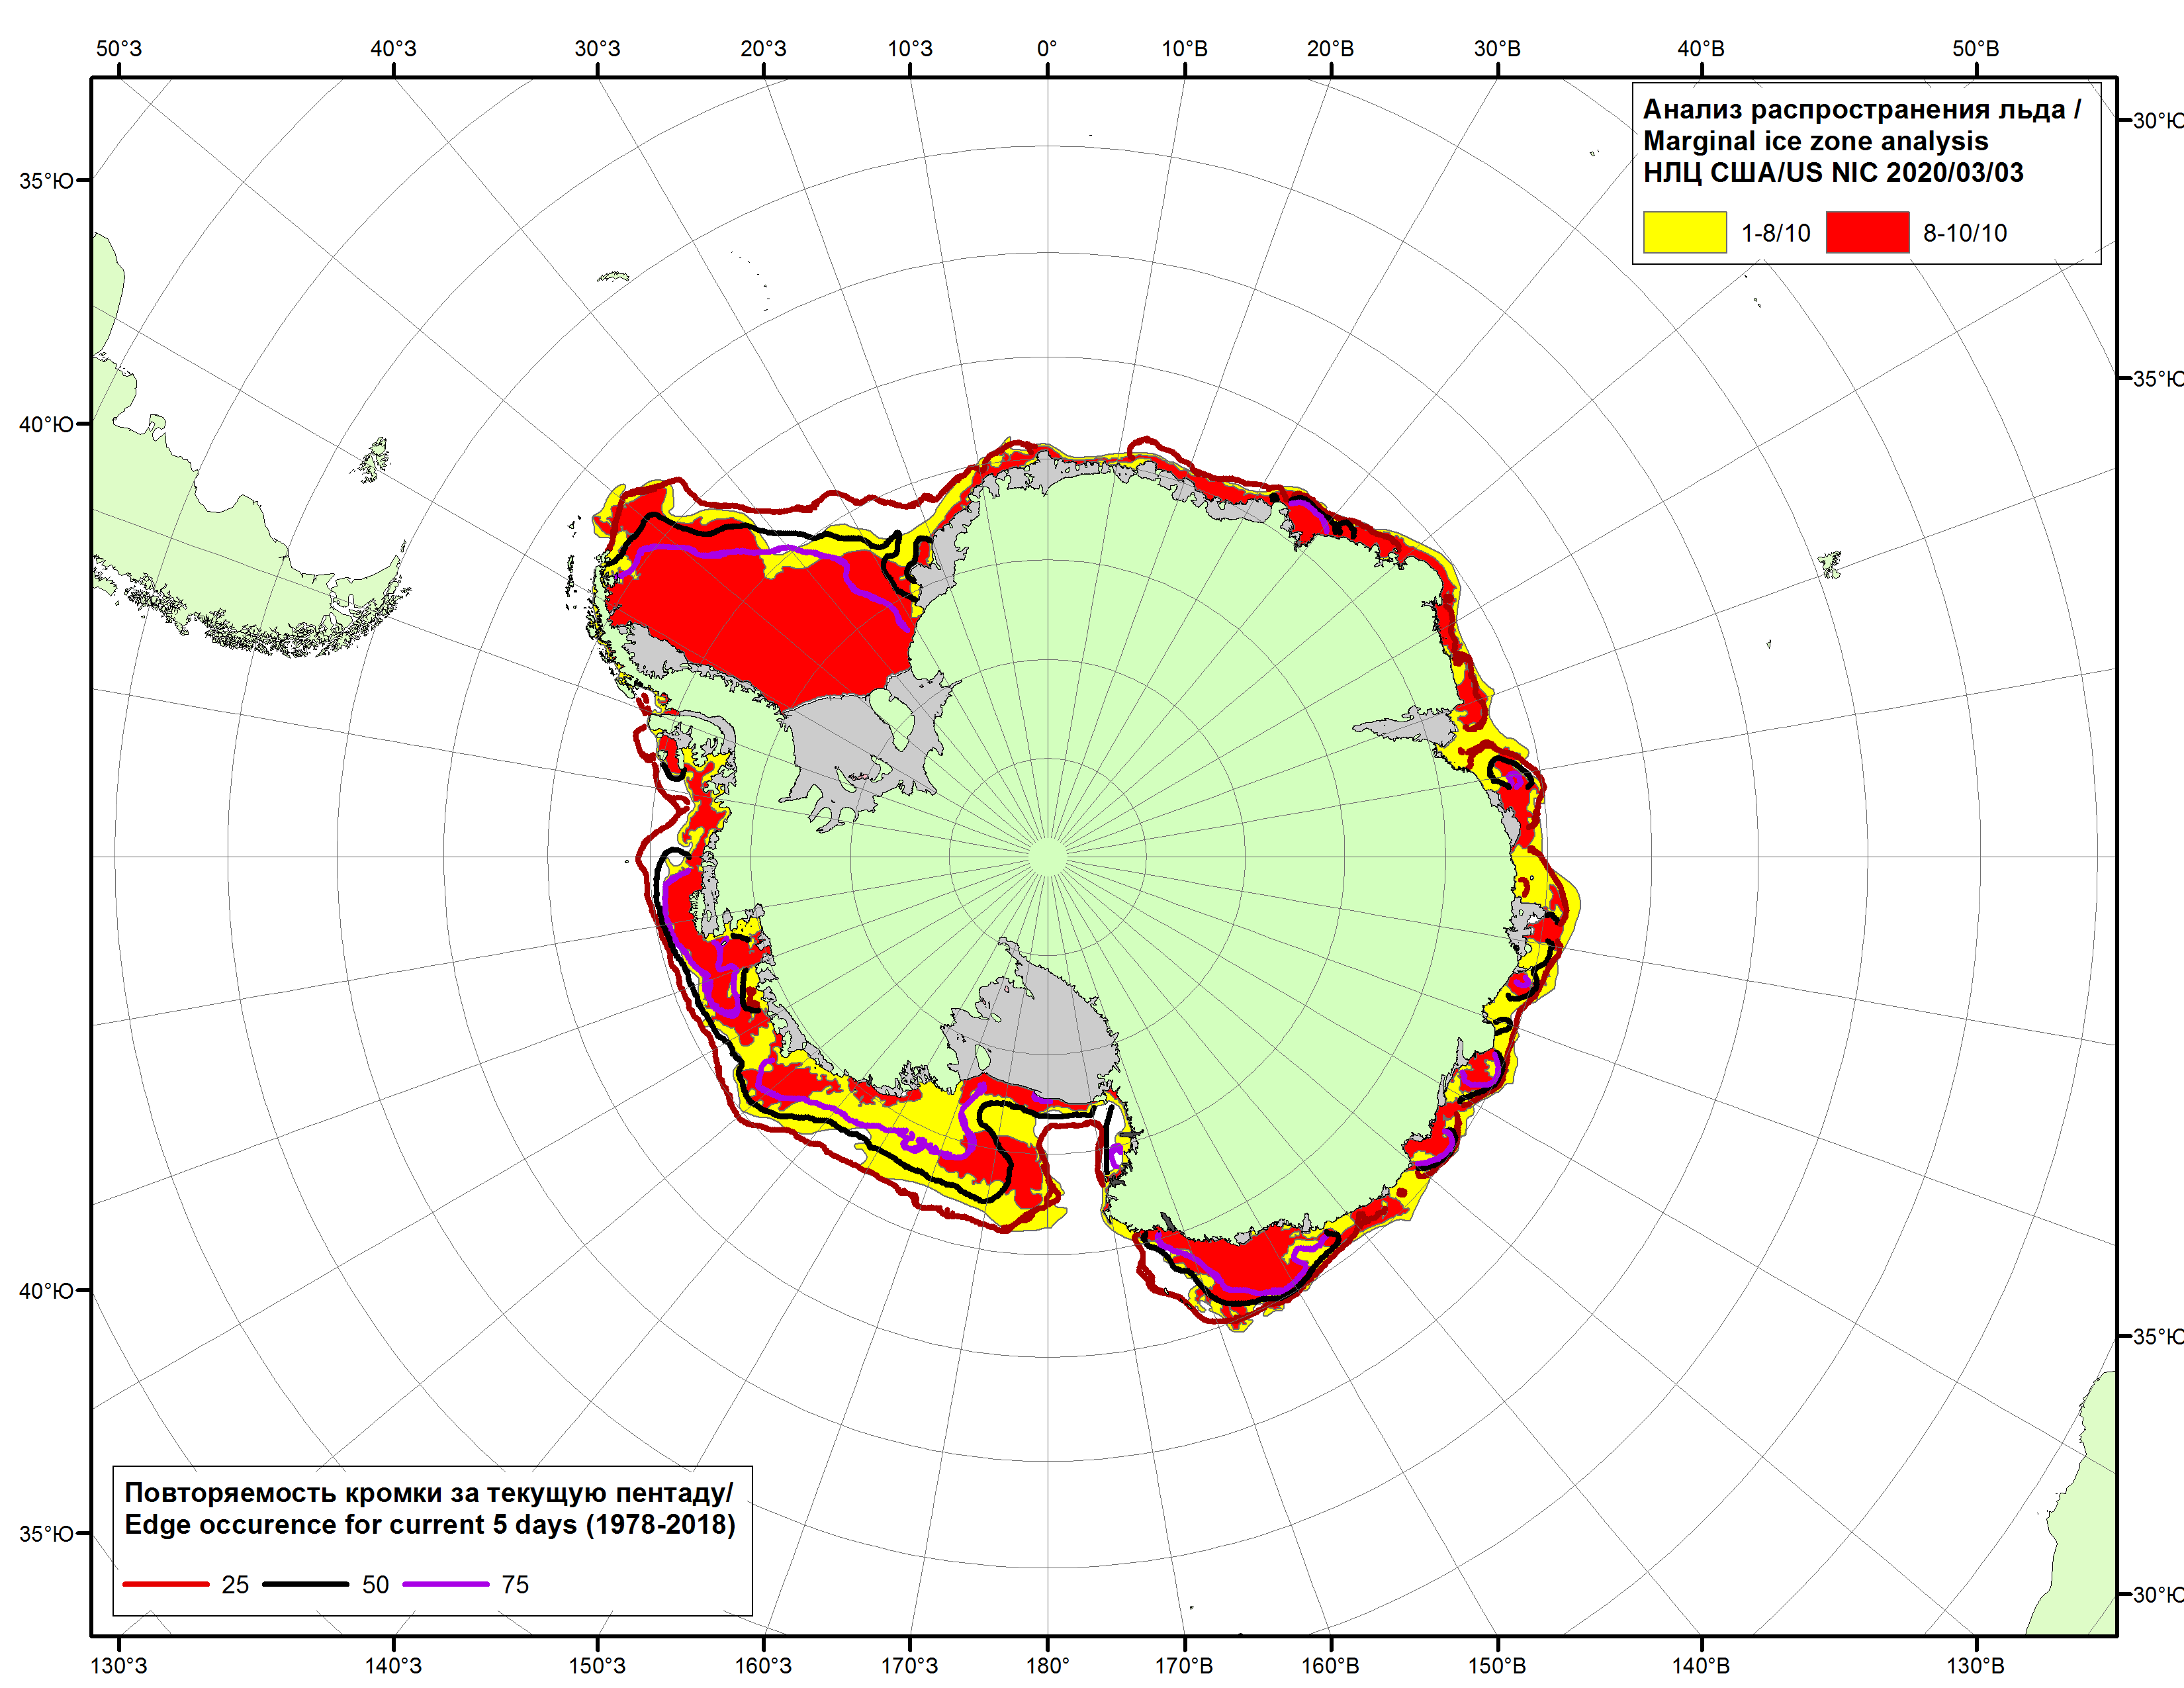 50°З 40°З 30°З 20°З 10°З 0° 10°В 20°В 30°В 40°В 50°В
Анализ распространения льда /
Marginal ice zone analysis
НЛЦ США/US NIC 2020/03/03
1-8/10 8-10/10
30°Ю
35°Ю
35°Ю
40°Ю
40°Ю
35°Ю
35°Ю
30°Ю
Повторяемость кромки за текущую пентаду/
Edge occurence for current 5 days (1978-2018)
25 50 75
130°З 140°З 150°З 160°З 170°З 180° 170°В 160°В 150°В 140°В 130°В